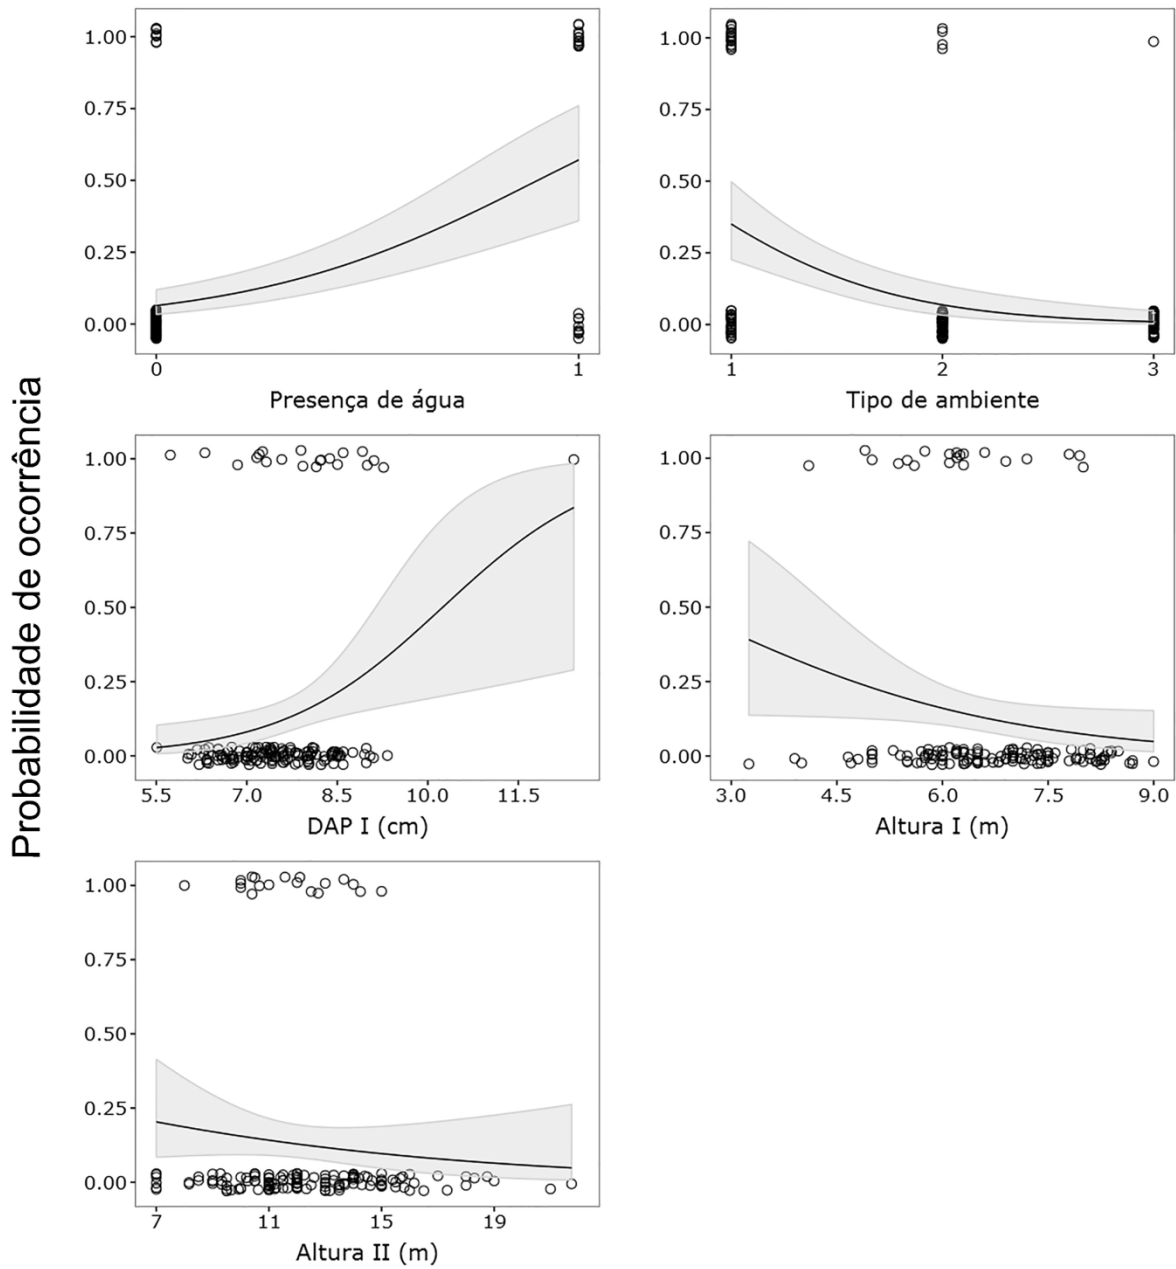 Probabilidade de ocorrência
1.00
0.75
0.50
0.25
0.00
0 1
Presença de água
1.00
0.75
0.50
0.25
0.00
1 2 3
Tipo de ambiente
1.00
0.75
0.50
0.25
0.00
5.5 7.0 8.5 10.0 11.5
DAP I (cm)
1.00
0.75
0.50
0.25
0.00
3.0 4.5 6.0 7.5 9.0
Altura I (m)
1.00
0.75
0.50
0.25
0.00
7 11 15 19
Altura II (m)